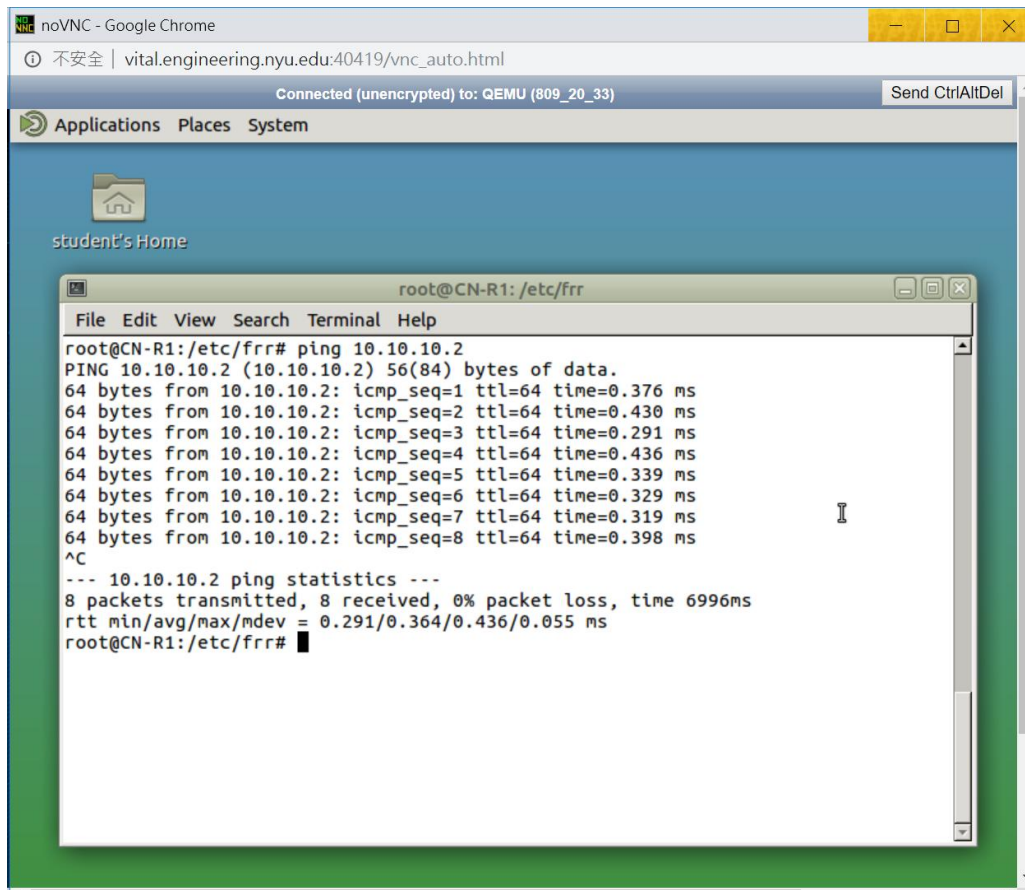 noVNC - Google Chrome
不安全 | vital.engineering.nyu.edu:40419/vnc_auto.html
Connected (unencrypted) to: QEMU (809_20_33)
Send CtrlAltDel
Applications Places System
student's Home
root@CN-R1: /etc/frr
File Edit View Search Terminal Help
root@CN-R1:/etc/frr# ping 10.10.10.2
PING 10.10.10.2 (10.10.10.2) 56(84) bytes of data.
64 bytes from 10.10.10.2: icmp_seq=1 ttl=64 time=0.376 ms
64 bytes from 10.10.10.2: icmp_seq=2 ttl=64 time=0.430 ms
64 bytes from 10.10.10.2: icmp_seq=3 ttl=64 time=0.291 ms
64 bytes from 10.10.10.2: icmp_seq=4 ttl=64 time=0.436 ms
64 bytes from 10.10.10.2: icmp_seq=5 ttl=64 time=0.339 ms
64 bytes from 10.10.10.2: icmp_seq=6 ttl=64 time=0.329 ms
64 bytes from 10.10.10.2: icmp_seq=7 ttl=64 time=0.319 ms
64 bytes from 10.10.10.2: icmp_seq=8 ttl=64 time=0.398 ms
^C
--- 10.10.10.2 ping statistics ---
8 packets transmitted, 8 received, 0% packet loss, time 6996ms
rtt min/avg/max/mdev = 0.291/0.364/0.436/0.055 ms
root@CN-R1:/etc/frr#